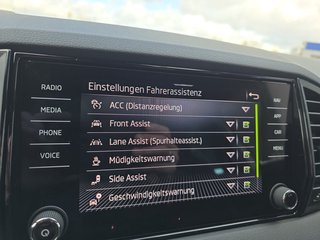 RADIO
MEDIA
PHONE
VOICE
Einstellungen Fahrerassistenz
ACC (Distanzregelung)
Front Assist
Lane Assist (Spurhalteassist.)
Müdigkeitswarnung
Side Assist
Geschwindigkeitswarnung
NAV
APP
CAR
MENU